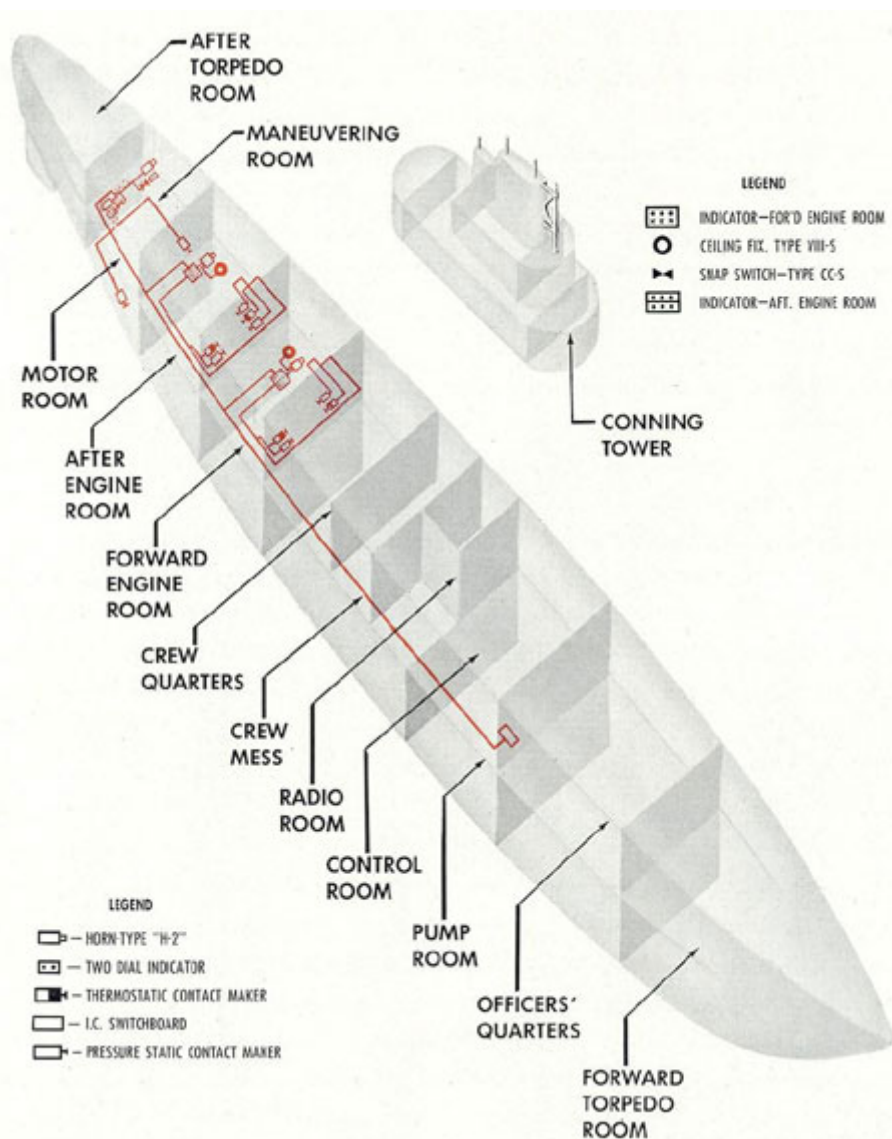 AFTER
TORPEDO
ROOM
MANEUVERING
ROOM
LEGEND
INDICATOR—FOR'D ENGINE ROOM
CEILING FIX. TYPE VIII-S
SNAP SWITCH—TYPE CC-S
INDICATOR—AFT. ENGINE ROOM
CONNING
TOWER
MOTOR
ROOM
AFTER
ENGINE
ROOM
FORWARD
ENGINE
ROOM
CREW
QUARTERS
CREW
MESS
RADIO
ROOM
CONTROL
ROOM
PUMP
ROOM
OFFICERS'
QUARTERS
FORWARD
TORPEDO
ROOM
LEGEND
– HORN-TYPE "H-2"
– TWO DIAL INDICATOR
– THERMOSTATIC CONTACT MAKER
– I.C. SWITCHBOARD
– PRESSURE STATIC CONTACT MAKER